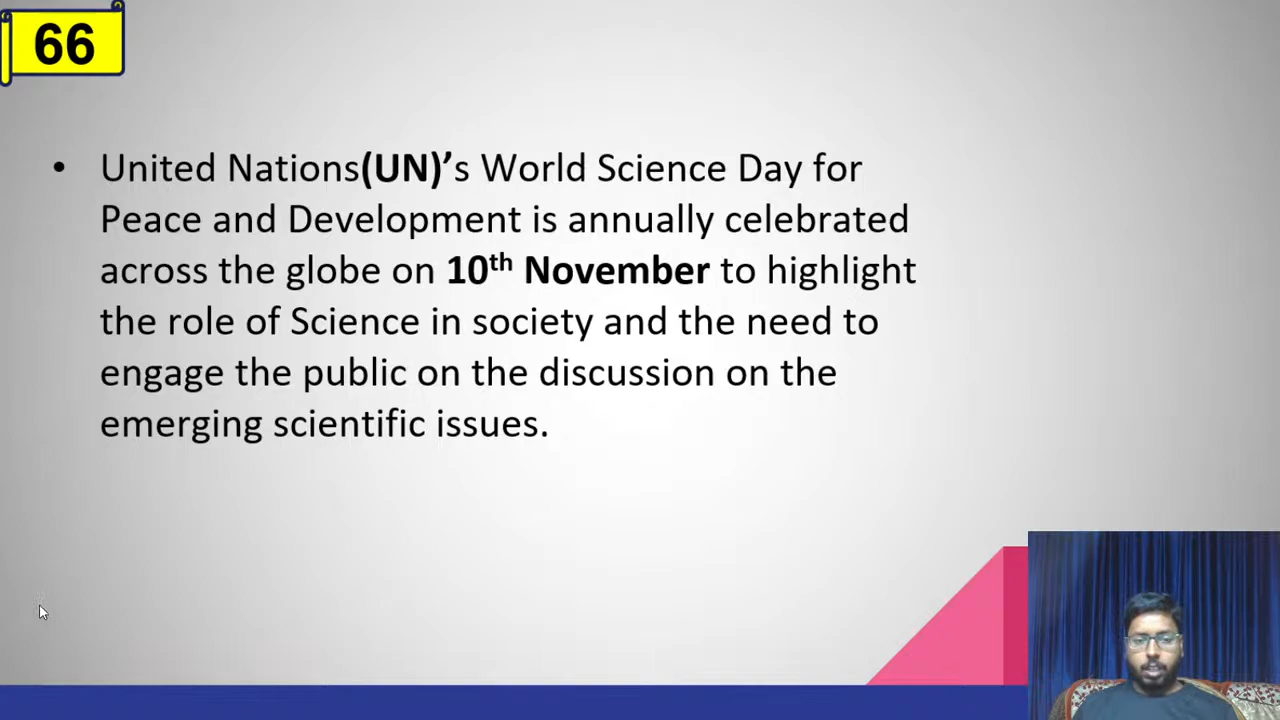 66
• United Nations(UN)’s World Science Day for
Peace and Development is annually celebrated
across the globe on 10th November to highlight
the role of Science in society and the need to
engage the public on the discussion on the
emerging scientific issues.